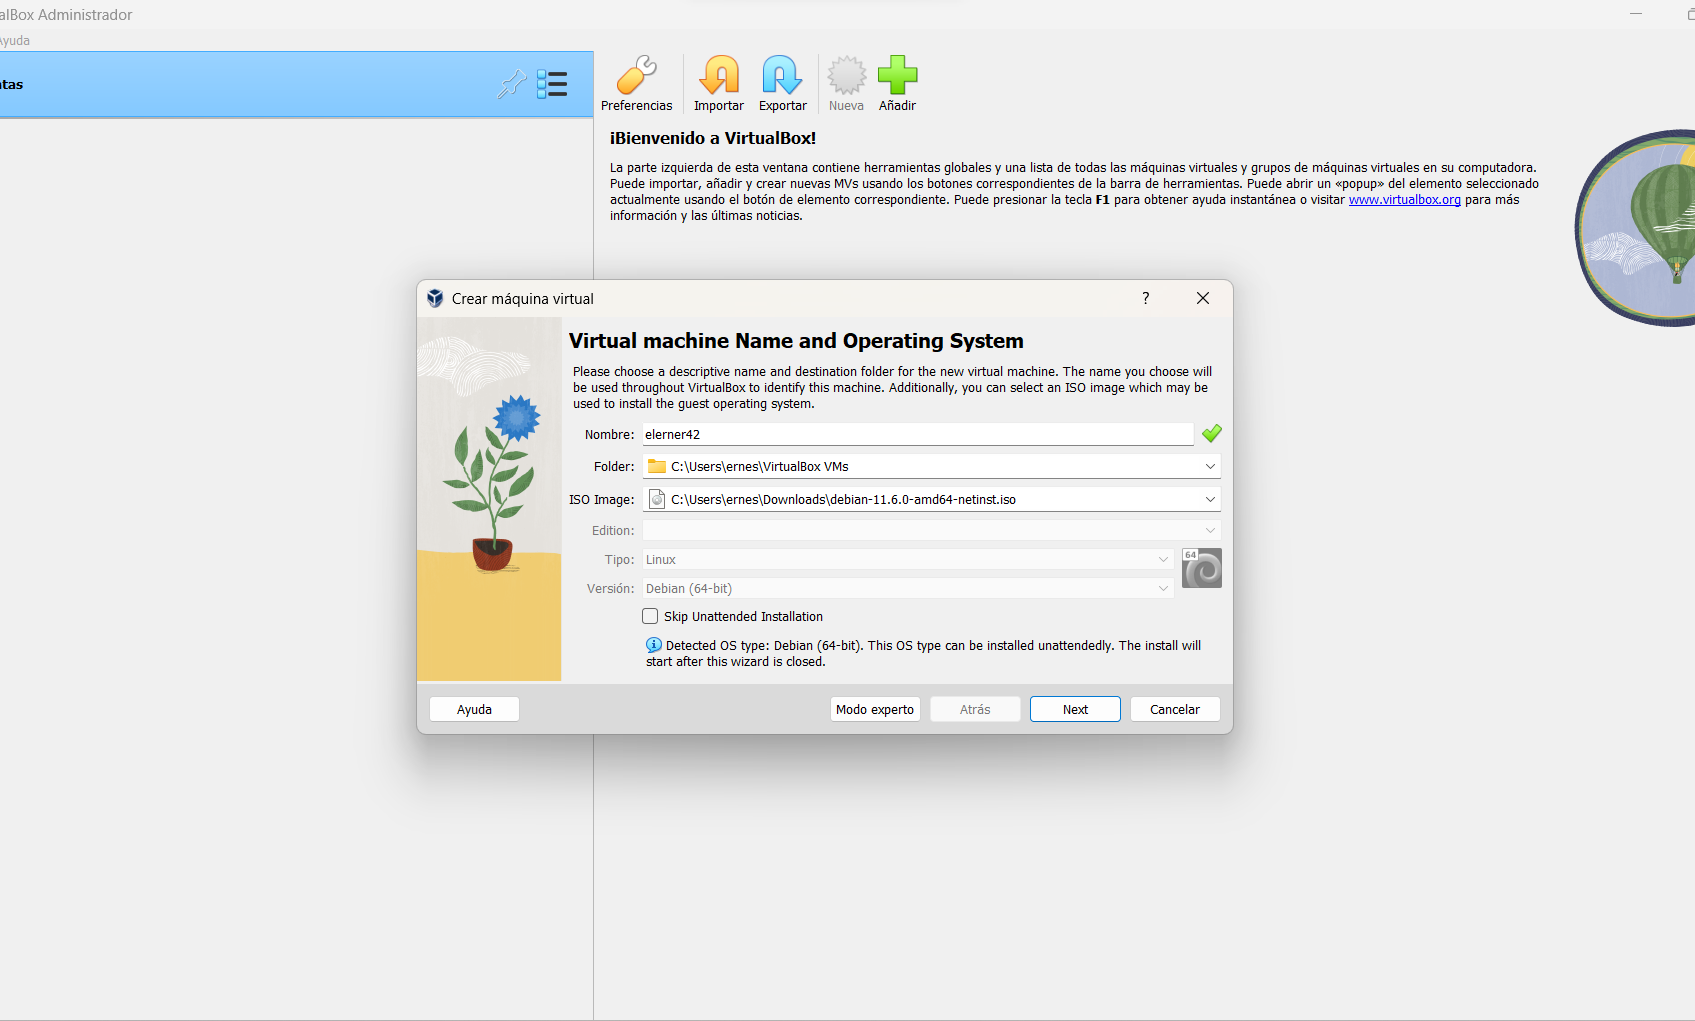 alBox Administrador
Ayuda
tas
Preferencias
Importar
Exportar
Nueva
Añadir
¡Bienvenido a VirtualBox!
La parte izquierda de esta ventana contiene herramientas globales y una lista de todas las máquinas virtuales y grupos de máquinas virtuales en su computadora.
Puede importar, añadir y crear nuevas MVs usando los botones correspondientes de la barra de herramientas. Puede abrir un «popup» del elemento seleccionado
actualmente usando el botón de elemento correspondiente. Puede presionar la tecla F1 para obtener ayuda instantánea o visitar www.virtualbox.org para más
información y las últimas noticias.
Crear máquina virtual
?
Virtual machine Name and Operating System
Please choose a descriptive name and destination folder for the new virtual machine. The name you choose will
be used throughout VirtualBox to identify this machine. Additionally, you can select an ISO image which may be
used to install the guest operating system.
Nombre: elerner42
Folder: C:\Users\ernes\VirtualBox VMs
ISO Image: C:\Users\ernes\Downloads\debian-11.6.0-amd64-netinst.iso
Edition:
Tipo: Linux
64
Versión: Debian (64-bit)
Skip Unattended Installation
Detected OS type: Debian (64-bit). This OS type can be installed unattendedly. The install will
start after this wizard is closed.
Ayuda
Modo experto
Atrás
Next
Cancelar